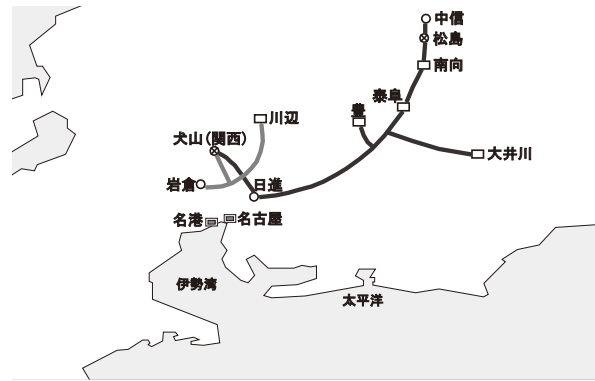 中信
松島
南向
泰阜
豊
川辺
犬山(関西)
大井川
岩倉
日進
名港
名古屋
伊勢湾
太平洋